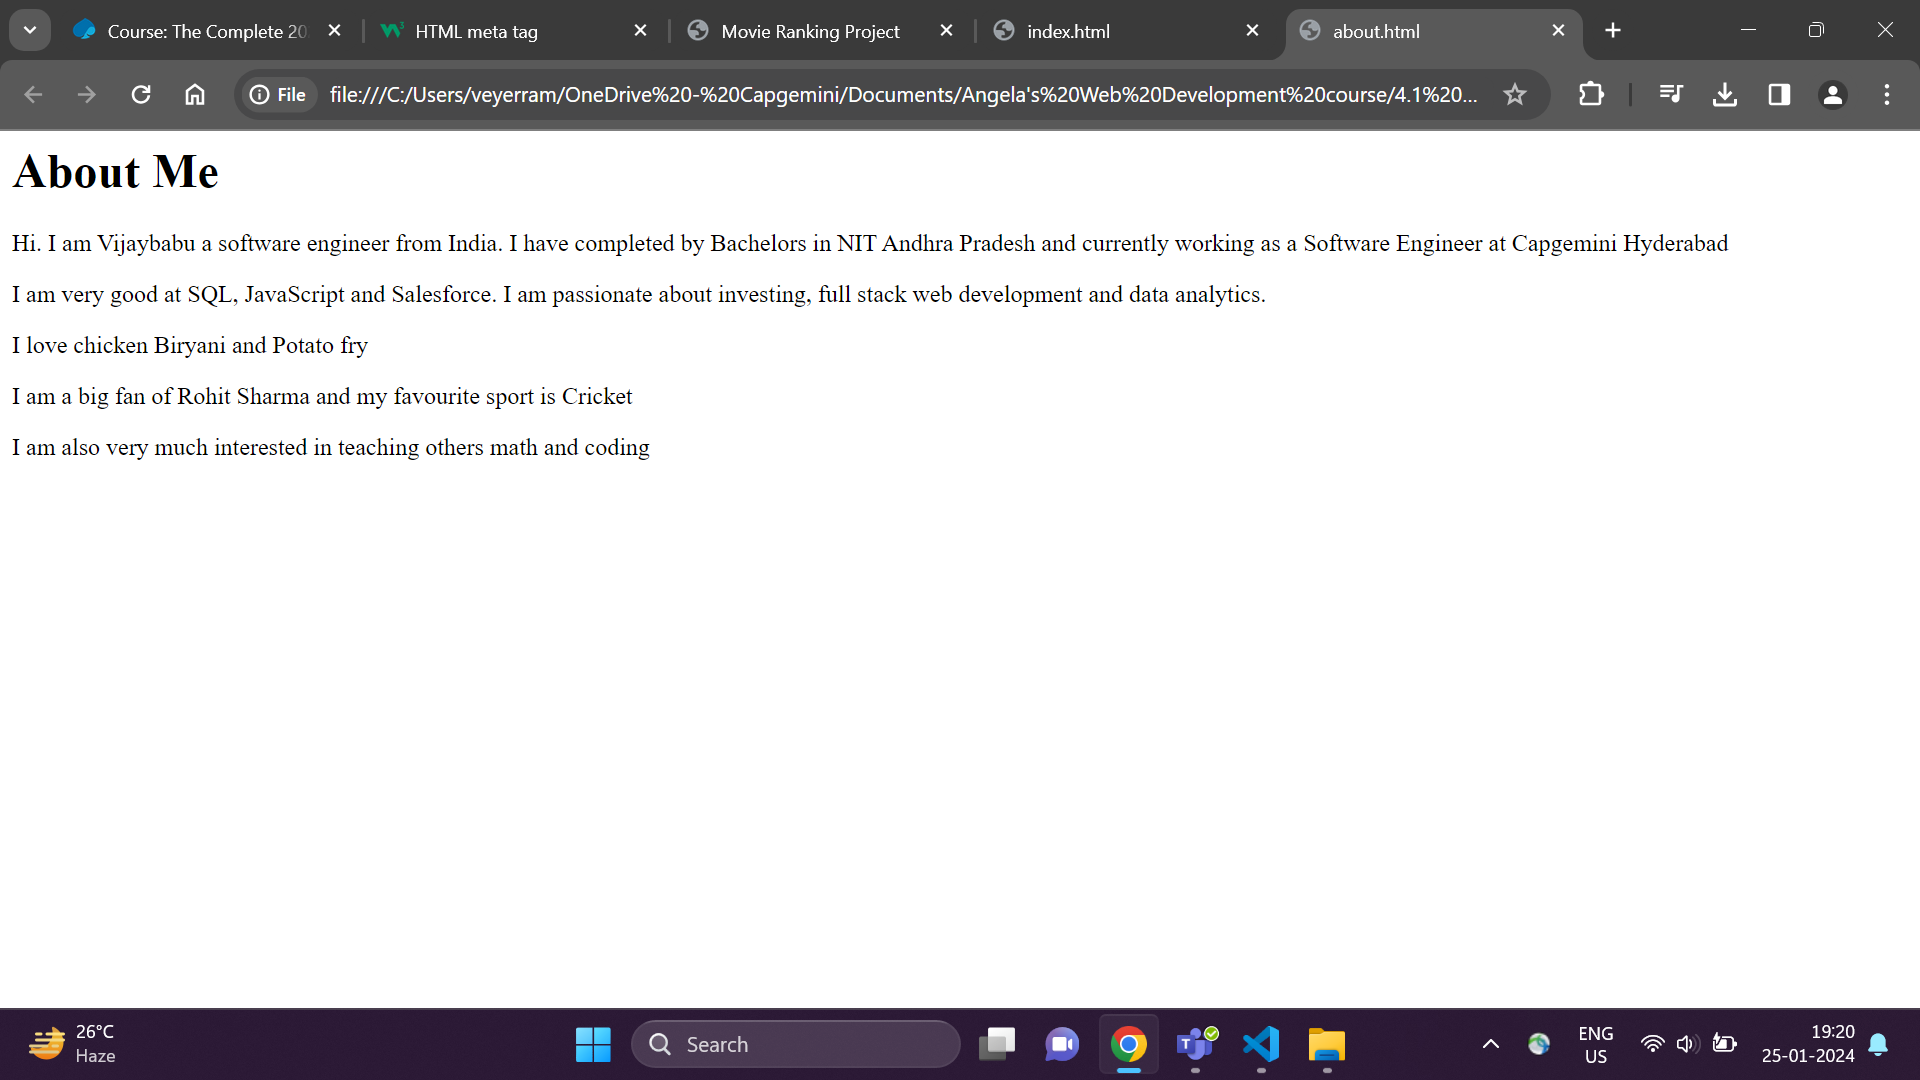 Course: The Complete 20
HTML meta tag
Movie Ranking Project
index.html
about.html
File
file:///C:/Users/veyerram/OneDrive%20-%20Capgemini/Documents/Angela's%20Web%20Development%20course/4.1%20...
About Me
Hi. I am Vijaybabu a software engineer from India. I have completed by Bachelors in NIT Andhra Pradesh and currently working as a Software Engineer at Capgemini Hyderabad
I am very good at SQL, JavaScript and Salesforce. I am passionate about investing, full stack web development and data analytics.
I love chicken Biryani and Potato fry
I am a big fan of Rohit Sharma and my favourite sport is Cricket
I am also very much interested in teaching others math and coding
26°C
Haze
Search
ENG
US
19:20
25-01-2024